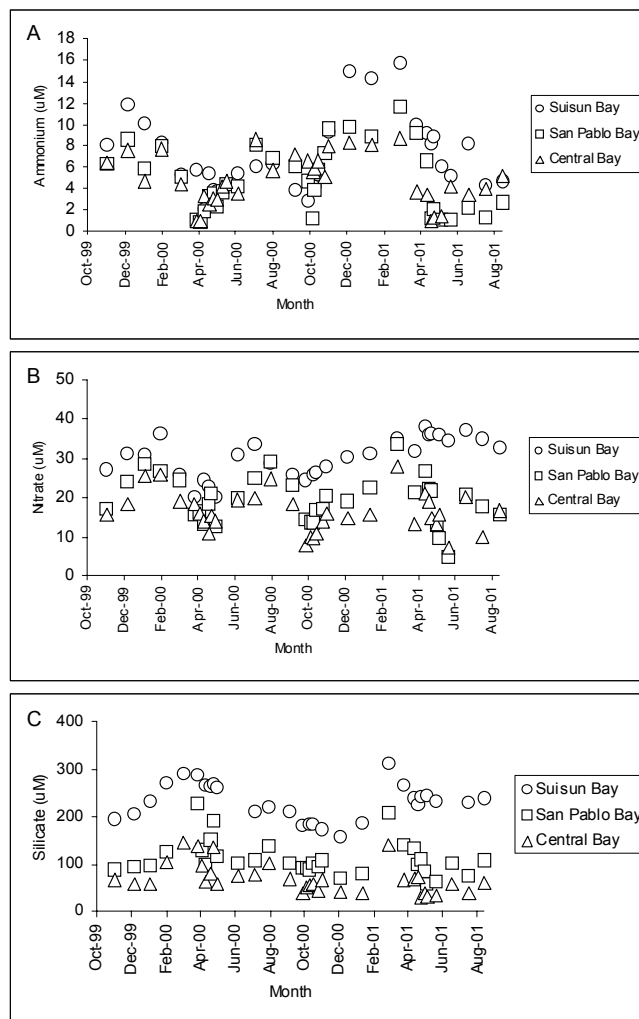 A
18
16
14
12
10
8
6
4
2
0
Ammonium (uM)
Oct-99
Dec-99
Feb-00
Apr-00
Jun-00
Aug-00
Oct-00
Dec-00
Feb-01
Apr-01
Jun-01
Aug-01
Month
Suisun Bay
San Pablo Bay
Central Bay
B
50
40
30
20
10
0
Nitrate (uM)
Oct-99
Dec-99
Feb-00
Apr-00
Jun-00
Aug-00
Oct-00
Dec-00
Feb-01
Apr-01
Jun-01
Aug-01
Month
Suisun Bay
San Pablo Bay
Central Bay
C
400
300
200
100
0
Silicate (uM)
Oct-99
Dec-99
Feb-00
Apr-00
Jun-00
Aug-00
Oct-00
Dec-00
Feb-01
Apr-01
Jun-01
Aug-01
Month
Suisun Bay
San Pablo Bay
Central Bay